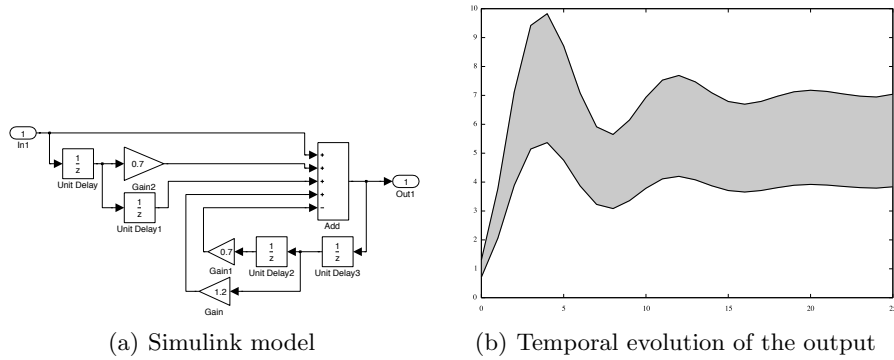 1
In1
1
z
Unit Delay
0.7
Gain2
1
z
Unit Delay1
+
+
+
+
−
Add
1
Out1
0.7
Gain1
1
z
Unit Delay2
1
z
Unit Delay3
1.2
Gain
(a) Simulink model
10
9
8
7
6
5
4
3
2
1
0
0
5
10
15
20
25
(b) Temporal evolution of the output